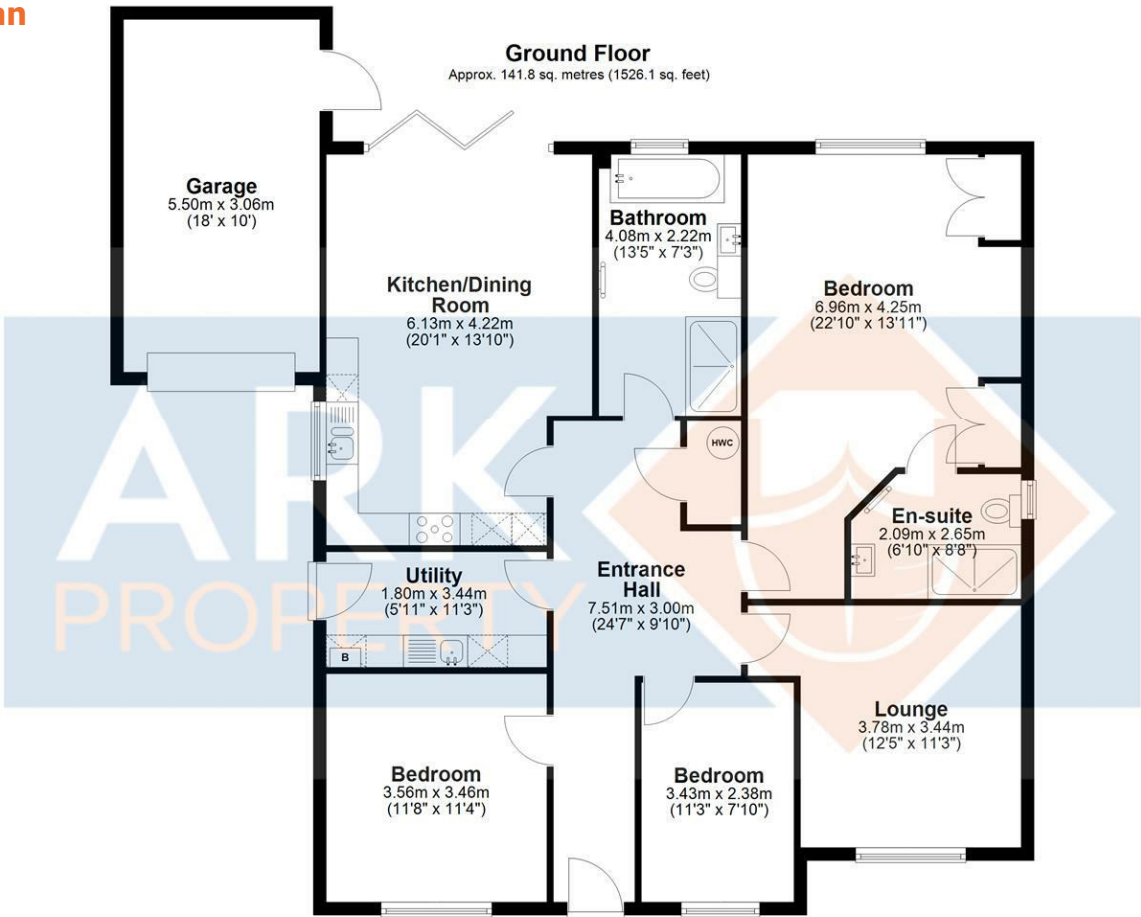 nn
Ground Floor
Approx. 141.8 sq. metres (1526.1 sq. feet)
Garage
5.50m x 3.06m
(18' x 10')
Kitchen/Dining
Room
6.13m x 4.22m
(20'1" x 13'10")
Bathroom
4.08m x 2.22m
(13'5" x 7'3")
Bedroom
6.96m x 4.25m
(22'10" x 13'11")
HWC
En-suite
2.09m x 2.65m
(6'10" x 8'8")
Utility
1.80m x 3.44m
(5'11" x 11'3")
B
Entrance
Hall
7.51m x 3.00m
(24'7" x 9'10")
Lounge
3.78m x 3.44m
(12'5" x 11'3")
Bedroom
3.56m x 3.46m
(11'8" x 11'4")
Bedroom
3.43m x 2.38m
(11'3" x 7'10")
ARK
PROPERTY